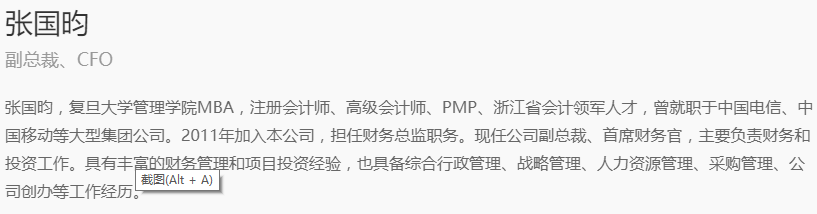 张国昀
副总裁、CFO
张国昀，复旦大学管理学院MBA，注册会计师、高级会计师、PMP、浙江省会计领军人才，曾就职于中国电信、中
国移动等大型集团公司。2011年加入本公司，担任财务总监职务。现任公司副总裁、首席财务官，主要负责财务和
投资工作。具有丰富的财务管理和项目投资经验，也具备综合行政管理、战略管理、人力资源管理、采购管理、公
司创办等工作经历。
截图(Alt + A)